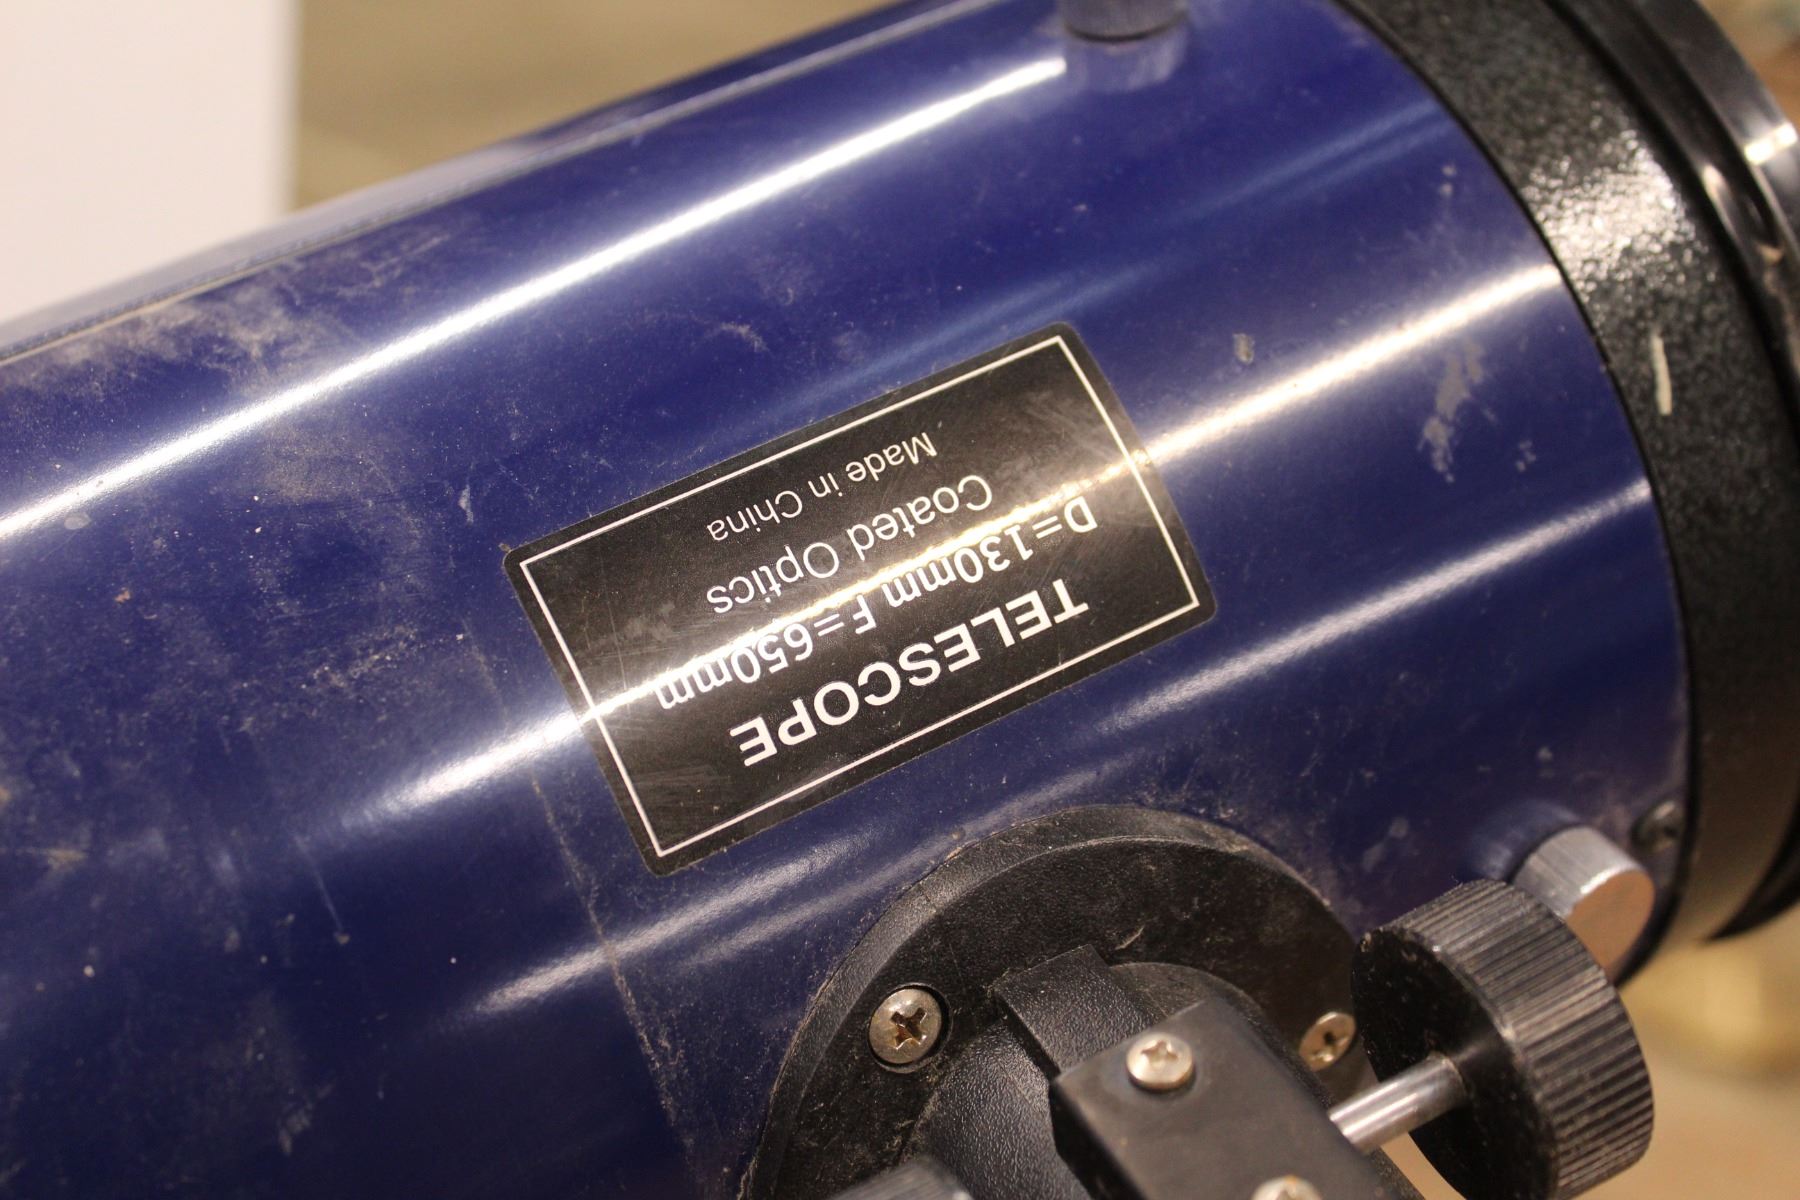 TELESCOPE
D=130mm F=650mm
Coated Optics
Made in China